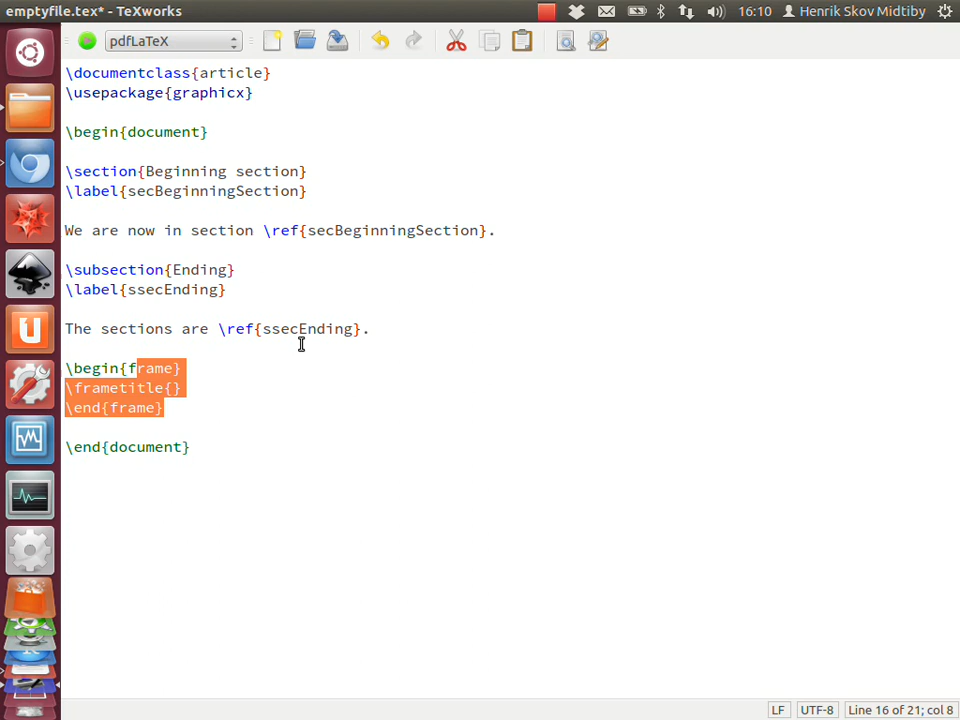 emptyfile.tex* - TeXworks
16:10 Henrik Skov Midtiby
pdfLaTeX
\documentclass{article}
\usepackage{graphicx}
\begin{document}
\section{Beginning section}
\label{secBeginningSection}
We are now in section \ref{secBeginningSection}.
\subsection{Ending}
\label{ssecEnding}
The sections are \ref{ssecEnding}.
\begin{frame}
\frametitle{}
\end{frame}
\end{document}
LF UTF-8 Line 16 of 21; col 8